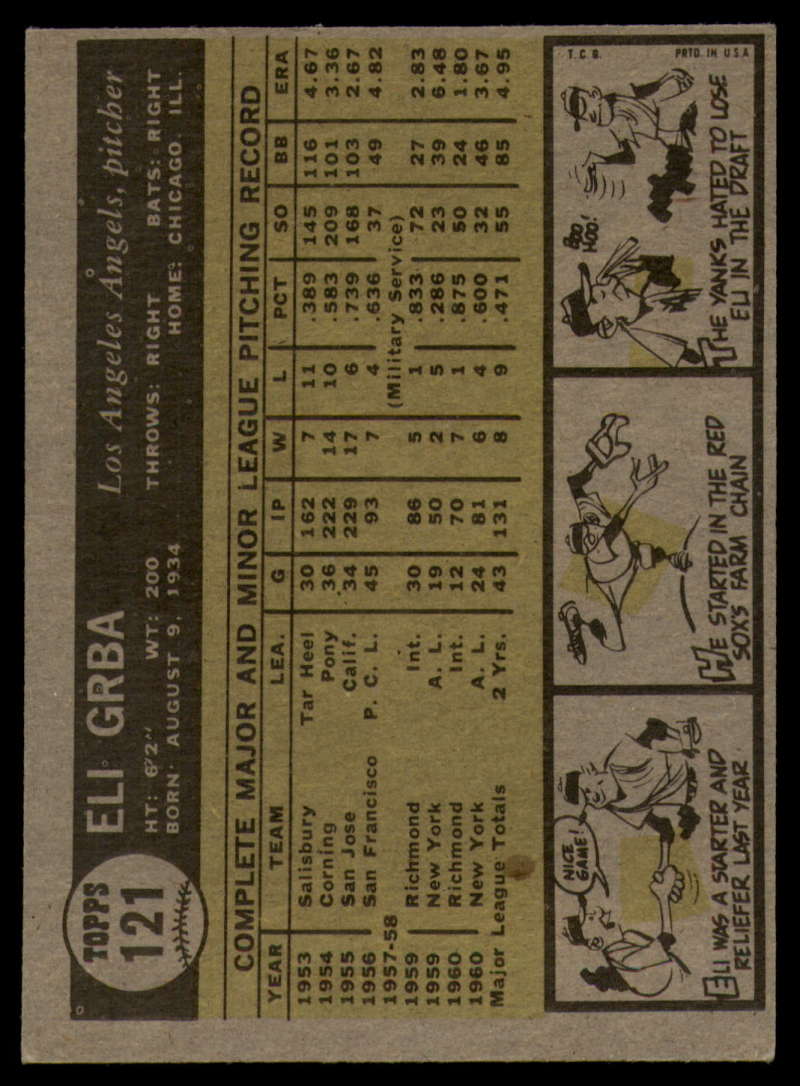 TOPPS
121
ELI GRBA Los Angeles Angels, pitcher
HT: 6'2" WT: 200 THROWS: RIGHT BATS: RIGHT
BORN: AUGUST 9, 1934 HOME: CHICAGO, ILL.
COMPLETE MAJOR AND MINOR LEAGUE PITCHING RECORD
YEAR TEAM LEA. G IP W L PCT SO BB ERA
1953 Salisbury Tar Heel 30 162 7 11 .389 145 116 4.67
1954 Corning Pony 36 222 14 10 .583 209 101 3.36
1955 San Jose Calif. 34 229 17 6 .739 168 103 2.67
1956 San Francisco P. C. L. 45 93 7 4 .636 37 49 4.82
1957-58 (Military Service)
1959 Richmond Int. 30 86 5 1 .833 72 27 2.83
1959 New York A. L. 19 50 2 5 .286 23 39 6.48
1960 Richmond Int. 12 70 7 1 .875 50 24 1.80
1960 New York A. L. 24 81 6 4 .600 32 46 3.67
Major League Totals 2 Yrs. 43 131 8 9 .471 55 85 4.95
NICE
GAME!
ELI WAS A STARTER AND
RELIEFER LAST YEAR.
HE STARTED IN THE RED
SOX'S FARM CHAIN
T.C.G. PRTD. IN U.S.A.
BOO
HOO!
THE YANKS HATED TO LOSE
ELI IN THE DRAFT